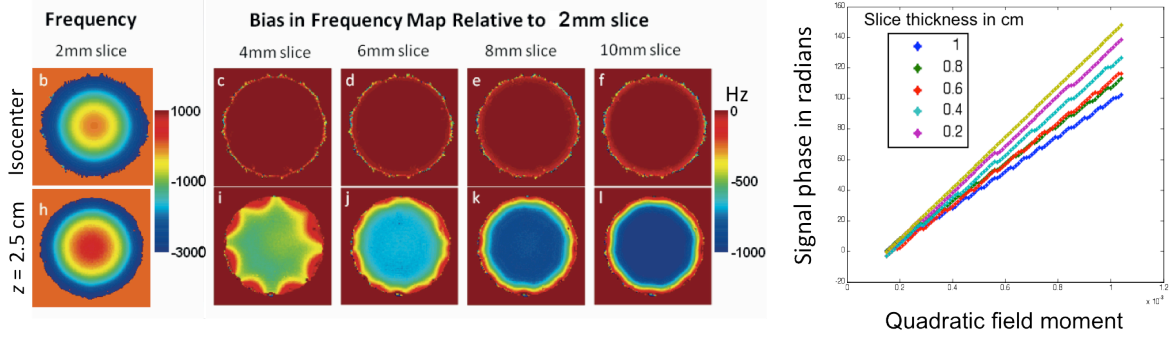 Frequency
Bias in Frequency Map Relative to 2mm slice
2mm slice
4mm slice
6mm slice
8mm slice
10mm slice
Isocenter
b
1000
-1000
-3000
c
d
e
f
Hz
0
-500
-1000
z = 2.5 cm
h
i
j
k
l
Slice thickness in cm
1
0.8
0.6
0.4
0.2
Signal phase in radians
160
140
120
100
80
60
40
20
0
-20
0
0.2
0.4
0.6
0.8
1
1.2
Quadratic field moment